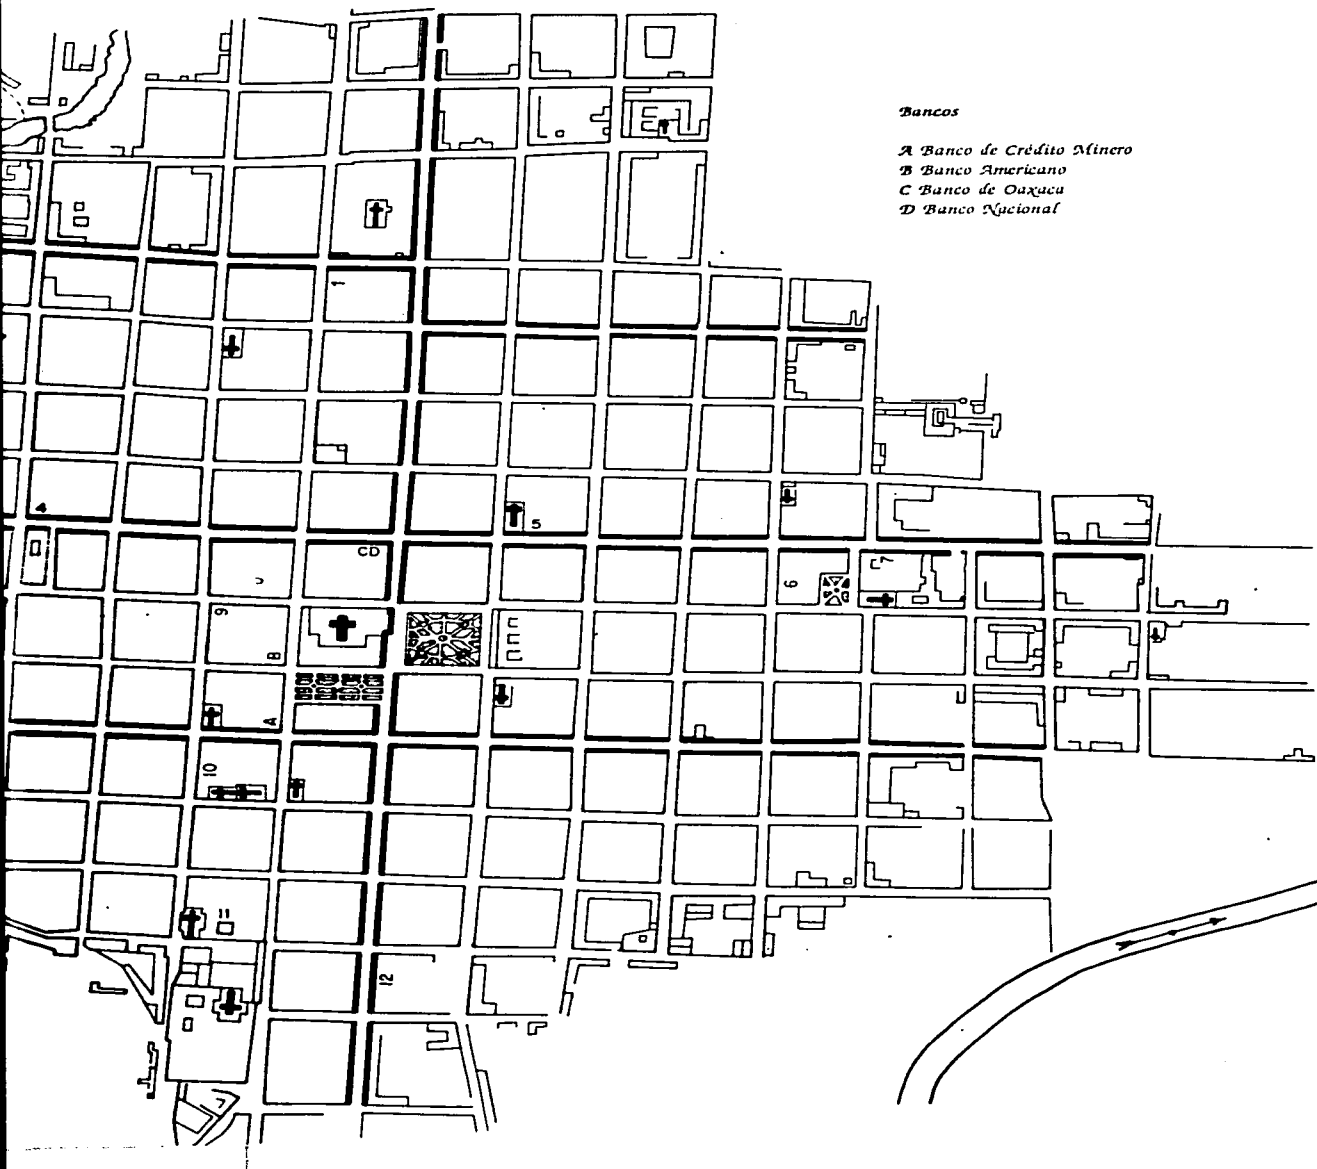 Bancos
A Banco de Crédito Minero
B Banco Americano
C Banco de Oaxaca
D Banco Nacional
1
4
5
CD
6
7
9
B
A
10
11
12